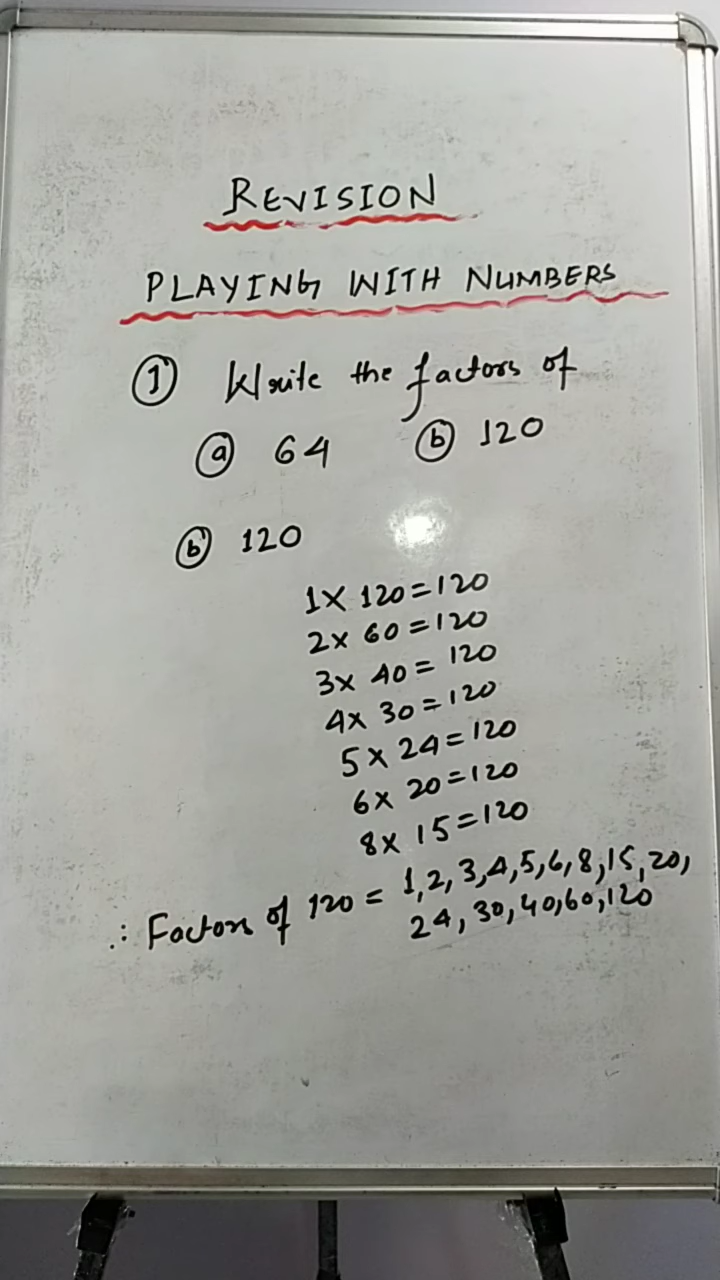 REVISION
PLAYING WITH NUMBERS
① Write the factors of
ⓐ 64 ⓑ 120
ⓑ 120
1 × 120 = 120
2 × 60 = 120
3 × 40 = 120
4 × 30 = 120
5 × 24 = 120
6 × 20 = 120
8 × 15 = 120
∴ Factors of 120 = 1, 2, 3, 4, 5, 6, 8, 15, 20,
24, 30, 40, 60, 120